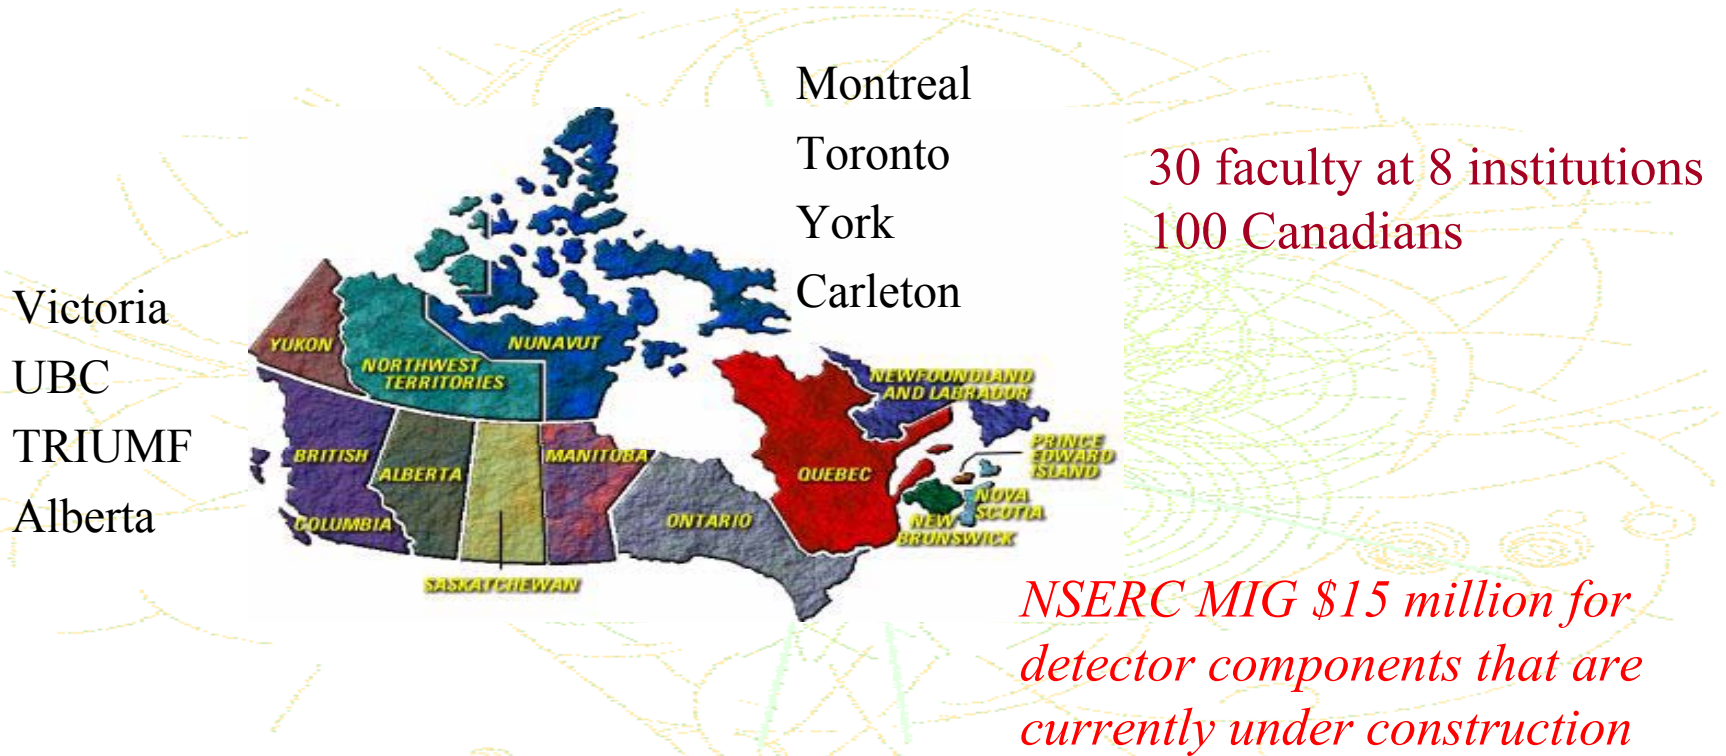 Montreal
Toronto
York
Carleton
30 faculty at 8 institutions
100 Canadians
Victoria
UBC
TRIUMF
Alberta
YUKON
NORTHWEST
TERRITORIES
NUNAVUT
BRITISH
COLUMBIA
ALBERTA
SASKATCHEWAN
MANITOBA
ONTARIO
QUEBEC
NEWFOUNDLAND
AND LABRADOR
PRINCE
EDWARD
ISLAND
NOVA
SCOTIA
NEW
BRUNSWICK
NSERC MIG $15 million for
detector components that are
currently under construction